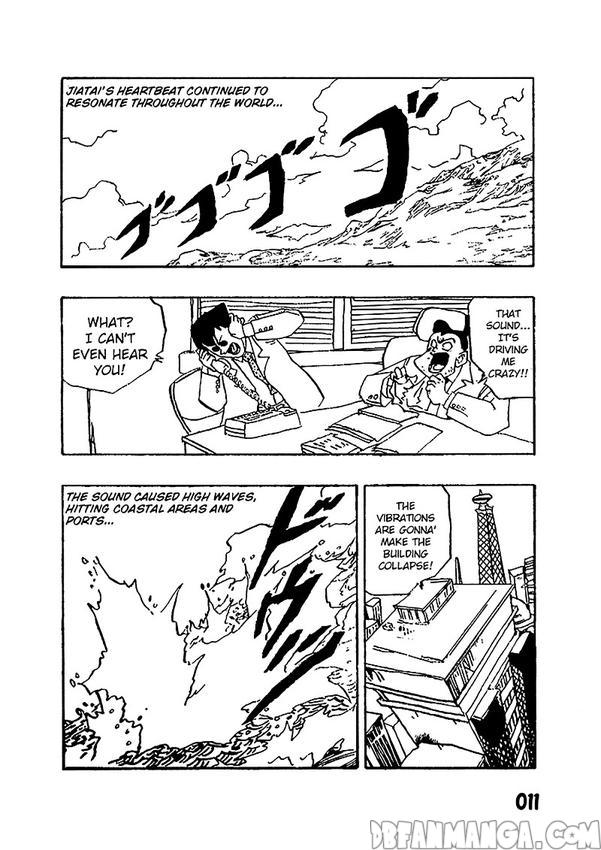 JIATAI'S HEARTBEAT CONTINUED TO
RESONATE THROUGHOUT THE WORLD...
ゴゴゴゴ
WHAT?
I CAN'T
EVEN HEAR
YOU!
THAT
SOUND...
IT'S
DRIVING
ME
CRAZY!!
THE SOUND CAUSED HIGH WAVES,
HITTING COASTAL AREAS AND
PORTS...
ドドーン
THE
VIBRATIONS
ARE GONNA'
MAKE THE
BUILDING
COLLAPSE!
011
DBFANMANGA.COM